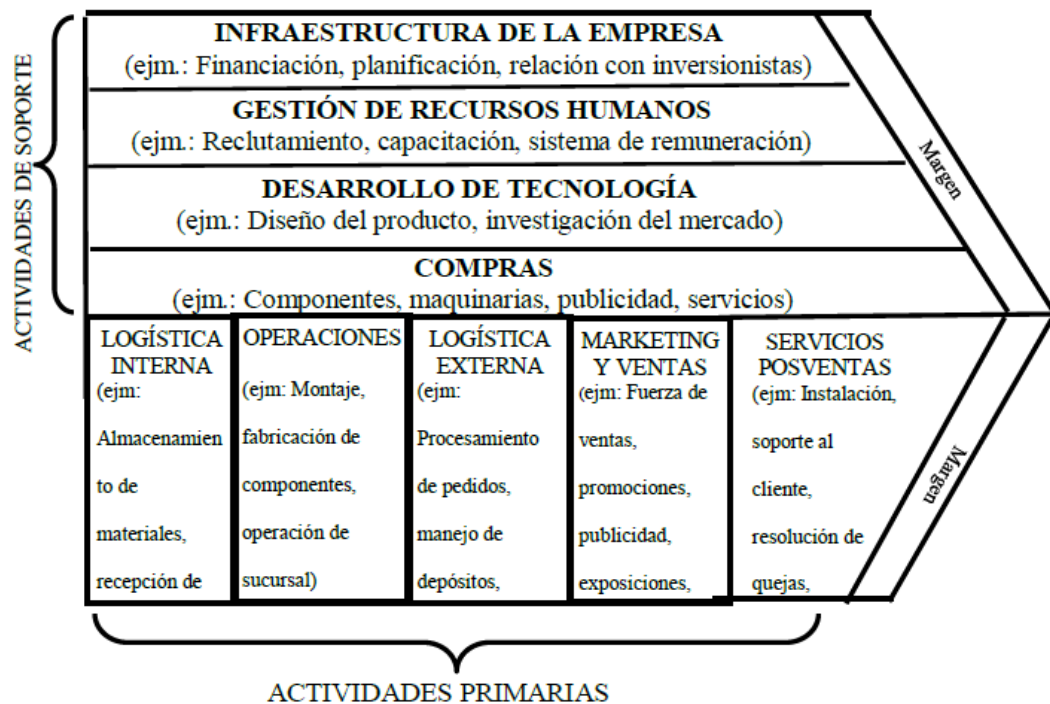 ACTIVIDADES DE SOPORTE
INFRAESTRUCTURA DE LA EMPRESA
(ejm.: Financiación, planificación, relación con inversionistas)
GESTIÓN DE RECURSOS HUMANOS
(ejm.: Reclutamiento, capacitación, sistema de remuneración)
DESARROLLO DE TECNOLOGÍA
(ejm.: Diseño del producto, investigación del mercado)
COMPRAS
(ejm.: Componentes, maquinarias, publicidad, servicios)
Margen
LOGÍSTICA
INTERNA
(ejm:
Almacenamien
to de
materiales,
recepción de
OPERACIONES
(ejm: Montaje,
fabricación de
componentes,
operación de
sucursal)
LOGÍSTICA
EXTERNA
(ejm:
Procesamiento
de pedidos,
manejo de
depósitos,
MARKETING
Y VENTAS
(ejm: Fuerza de
ventas,
promociones,
publicidad,
exposiciones,
SERVICIOS
POSVENTAS
(ejm: Instalación,
soporte al
cliente,
resolución de
quejas,
Margen
ACTIVIDADES PRIMARIAS